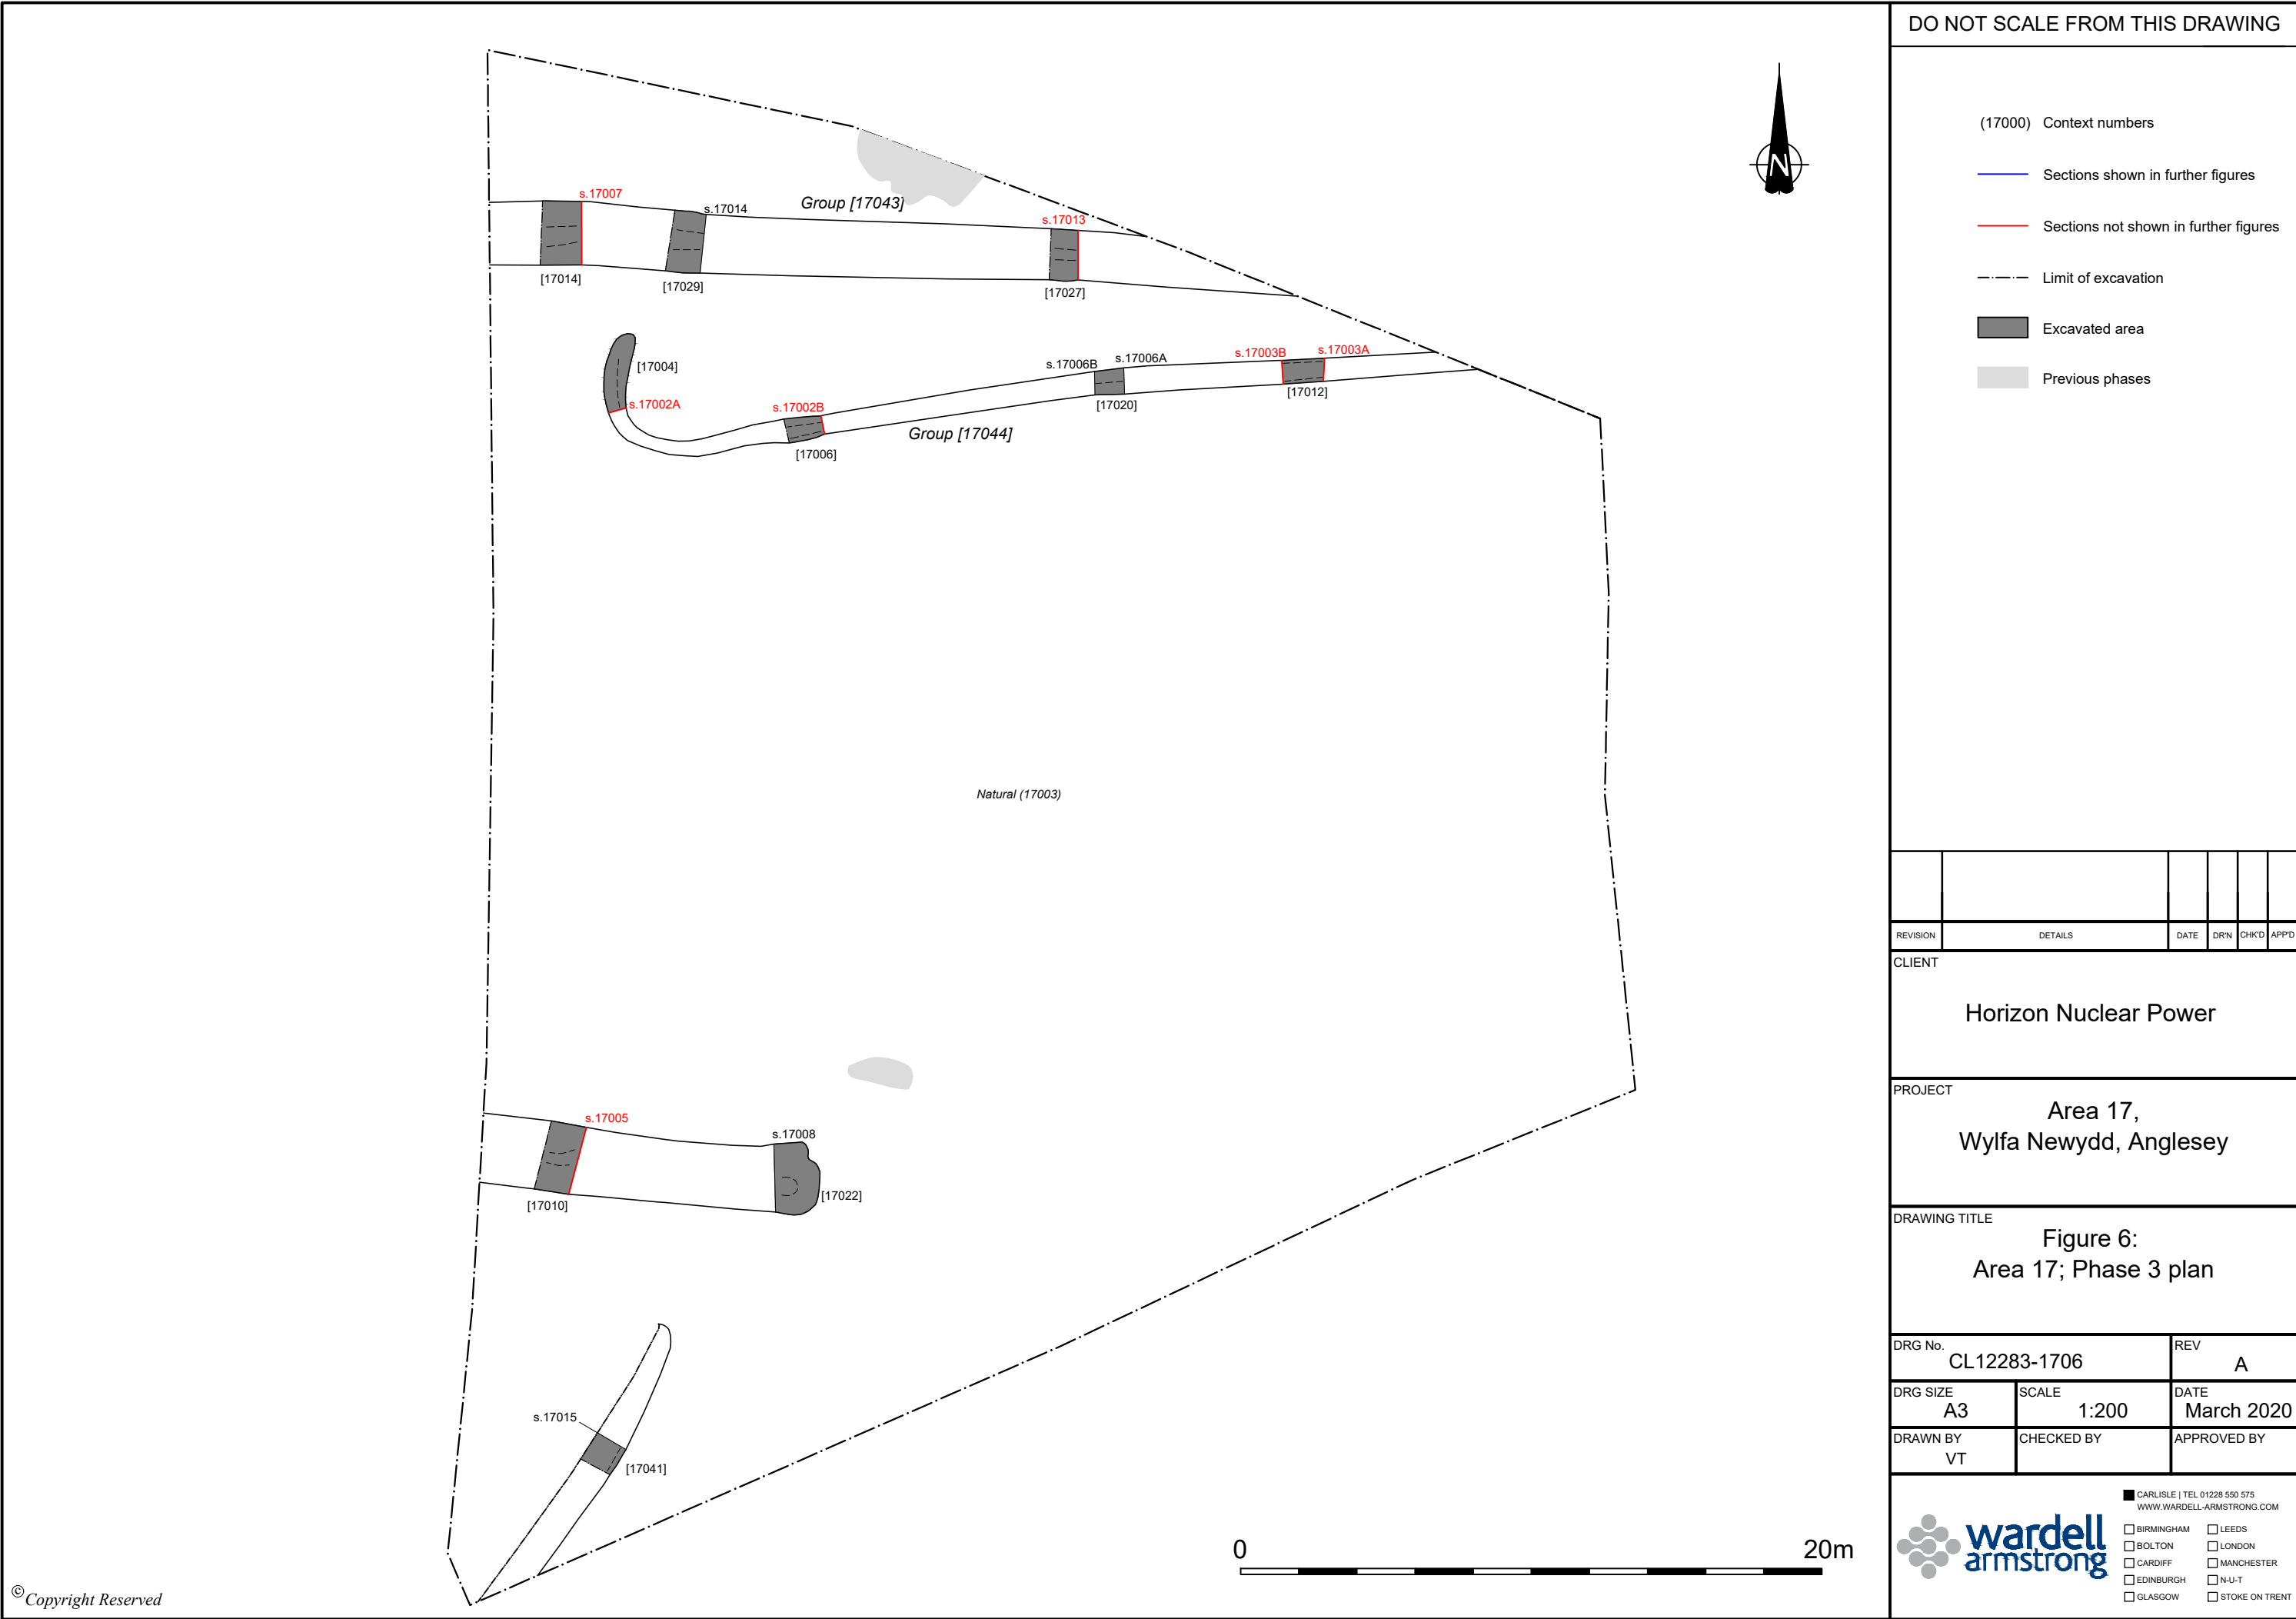 DO NOT SCALE FROM THIS DRAWING
(17000) Context numbers
Sections shown in further figures
Sections not shown in further figures
Limit of excavation
Excavated area
Previous phases
N
s.17007
s.17014
Group [17043]
s.17013
[17014]
[17029]
[17027]
[17004]
s.17002A
s.17002B
[17006]
Group [17044]
s.17006B
s.17006A
[17020]
s.17003B
s.17003A
[17012]
Natural (17003)
s.17005
[17010]
s.17008
[17022]
s.17015
[17041]
0 20m
©Copyright Reserved
REVISION DETAILS DATE DR'N CHK'D APP'D
CLIENT
Horizon Nuclear Power
PROJECT
Area 17,
Wylfa Newydd, Anglesey
DRAWING TITLE
Figure 6:
Area 17; Phase 3 plan
DRG No. REV
CL12283-1706 A
DRG SIZE SCALE DATE
A3 1:200 March 2020
DRAWN BY CHECKED BY APPROVED BY
VT
wardell
armstrong
CARLISLE | TEL 01228 550 575
WWW.WARDELL-ARMSTRONG.COM
BIRMINGHAM LEEDS
BOLTON LONDON
CARDIFF MANCHESTER
EDINBURGH N-U-T
GLASGOW STOKE ON TRENT